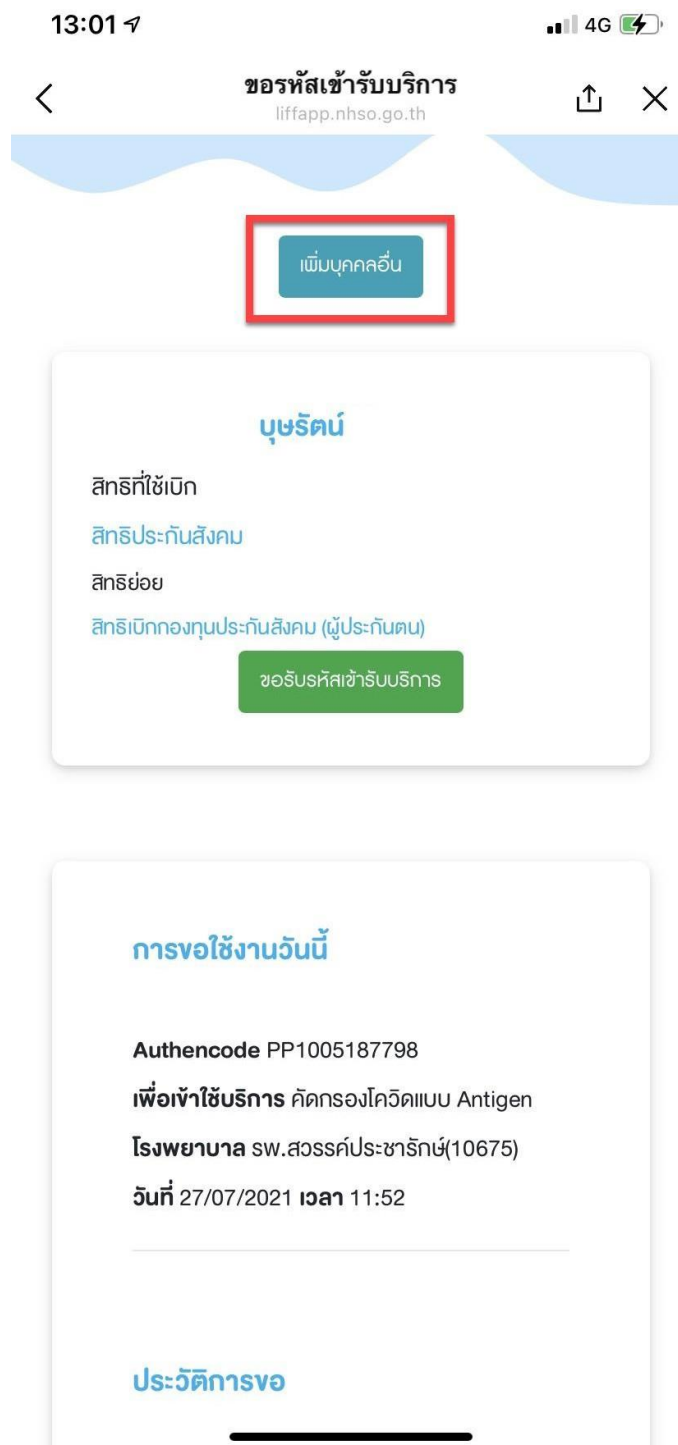 13:01
4G
ขอรหัสเข้ารับบริการ
liffapp.nhso.go.th
เพิ่มบุคคลอื่น
บุษรัตน์
สิทธิที่ใช้เบิก
สิทธิประกันสังคม
สิทธิย่อย
สิทธิเบิกกองทุนประกันสังคม (ผู้ประกันตน)
ขอรับรหัสเข้ารับบริการ
การขอใช้งานวันนี้
Authencode PP1005187798
เพื่อเข้าใช้บริการ คัดกรองโควิดแบบ Antigen
โรงพยาบาล รพ.สวรรค์ประชารักษ์(10675)
วันที่ 27/07/2021 เวลา 11:52
ประวัติการขอ